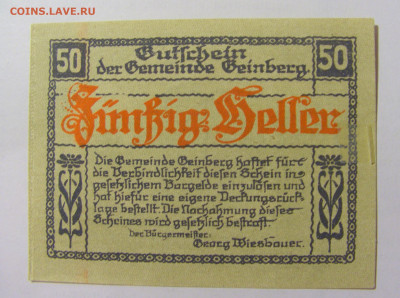 COINS.LAVE.RU
50 Gutschein 50
der Gemeinde Geinberg.
Fünfzig Heller
Die Gemeinde Geinberg haftet für
die Verbindlichkeit diesen Schein in
gesetzlichem Bargelde einzulösen und
hat hiefür eine eigene Deckungsrück-
lage bestellt. Die Nachahmung dieses
Scheines wird gesetzlich bestraft.
Der Bürgermeister:
Georg Wiesbauer.